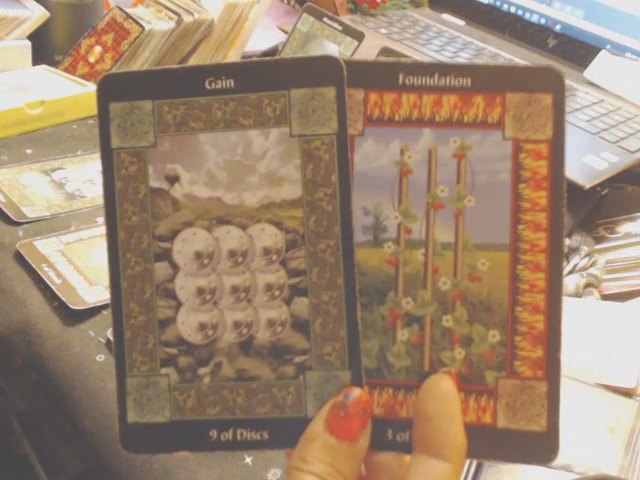 Gain
9 of Discs
Foundation
3 of